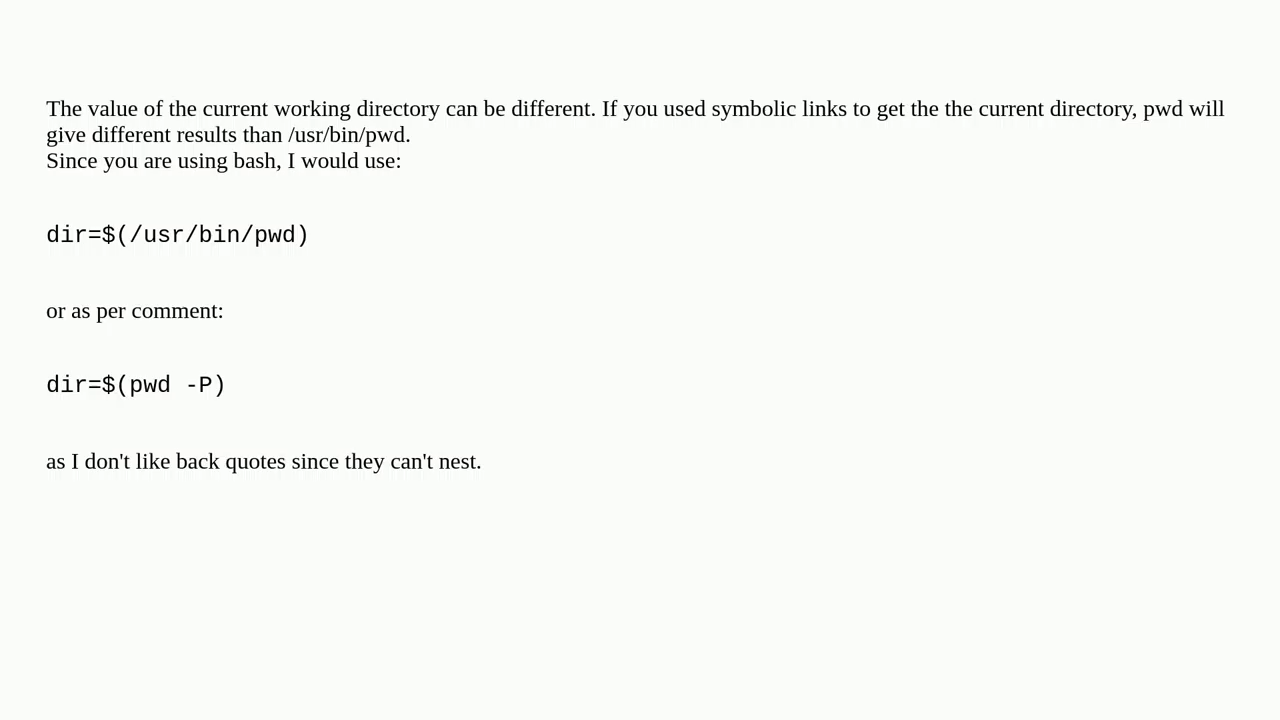 The value of the current working directory can be different. If you used symbolic links to get the the current directory, pwd will
give different results than /usr/bin/pwd.
Since you are using bash, I would use:
dir=$(/usr/bin/pwd)
or as per comment:
dir=$(pwd -P)
as I don't like back quotes since they can't nest.